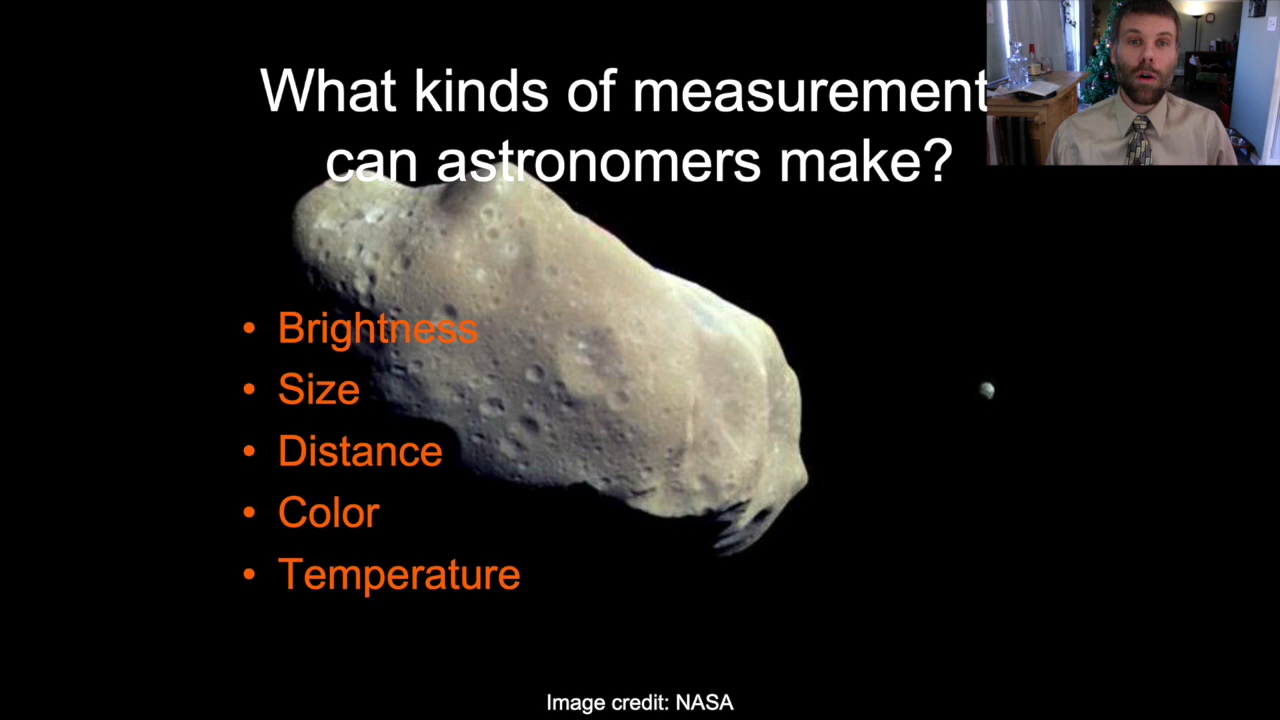 What kinds of measurement
can astronomers make?
• Brightness
• Size
• Distance
• Color
• Temperature
Image credit: NASA